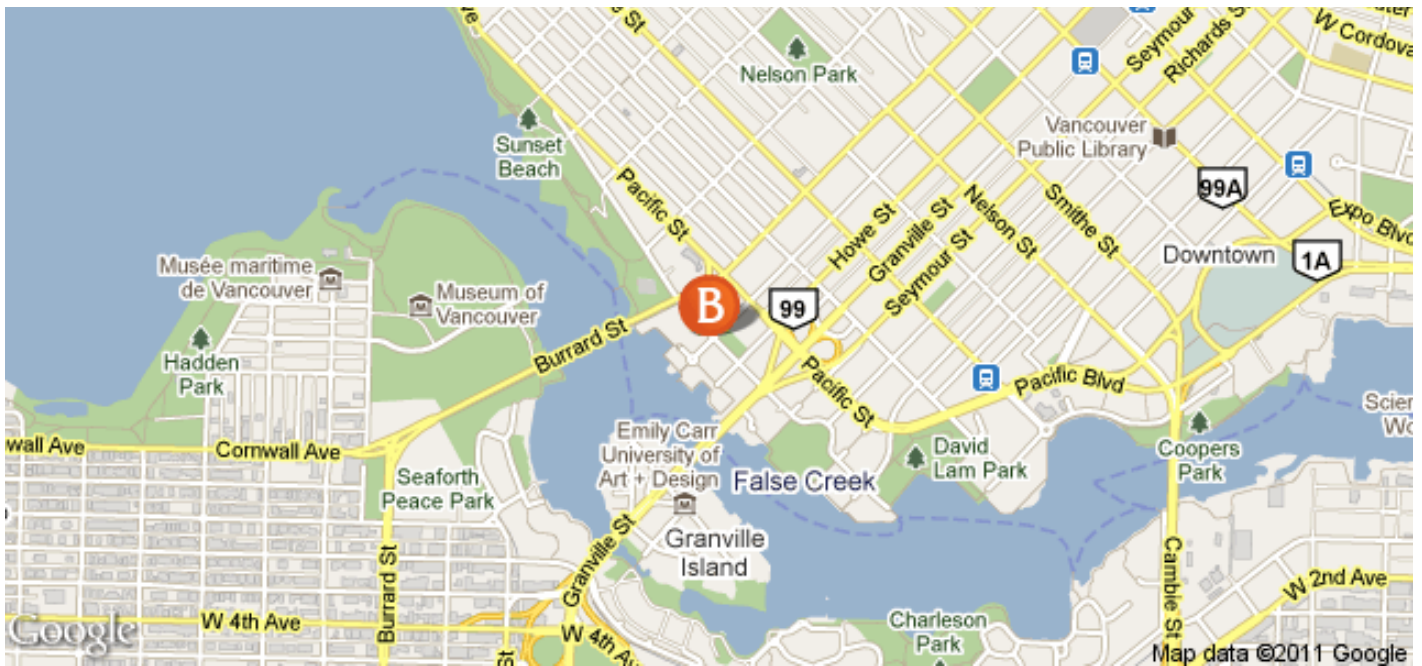 Nelson Park
Seymour
Richards S
W Cordova
Vancouver
Public Library
Sunset
Beach
Pacific St
Howe St
Granville St
Seymour St
Nelson St
Smithe St
99A
Expo Blvd
Downtown
1A
Musée maritime
de Vancouver
Museum of
Vancouver
B
99
Burrard St
Hadden
Park
Pacific St
Pacific Blvd
Scien
Wo
wall Ave
Cornwall Ave
Emily Carr
University of
Art + Design
False Creek
David
Lam Park
Coopers
Park
Seaforth
Peace Park
Granville
Island
Burrard St
Granville St
Cambie St
W 2nd Ave
W 4th Ave
W 4th A
Charleson
Park
Google
Map data ©2011 Google